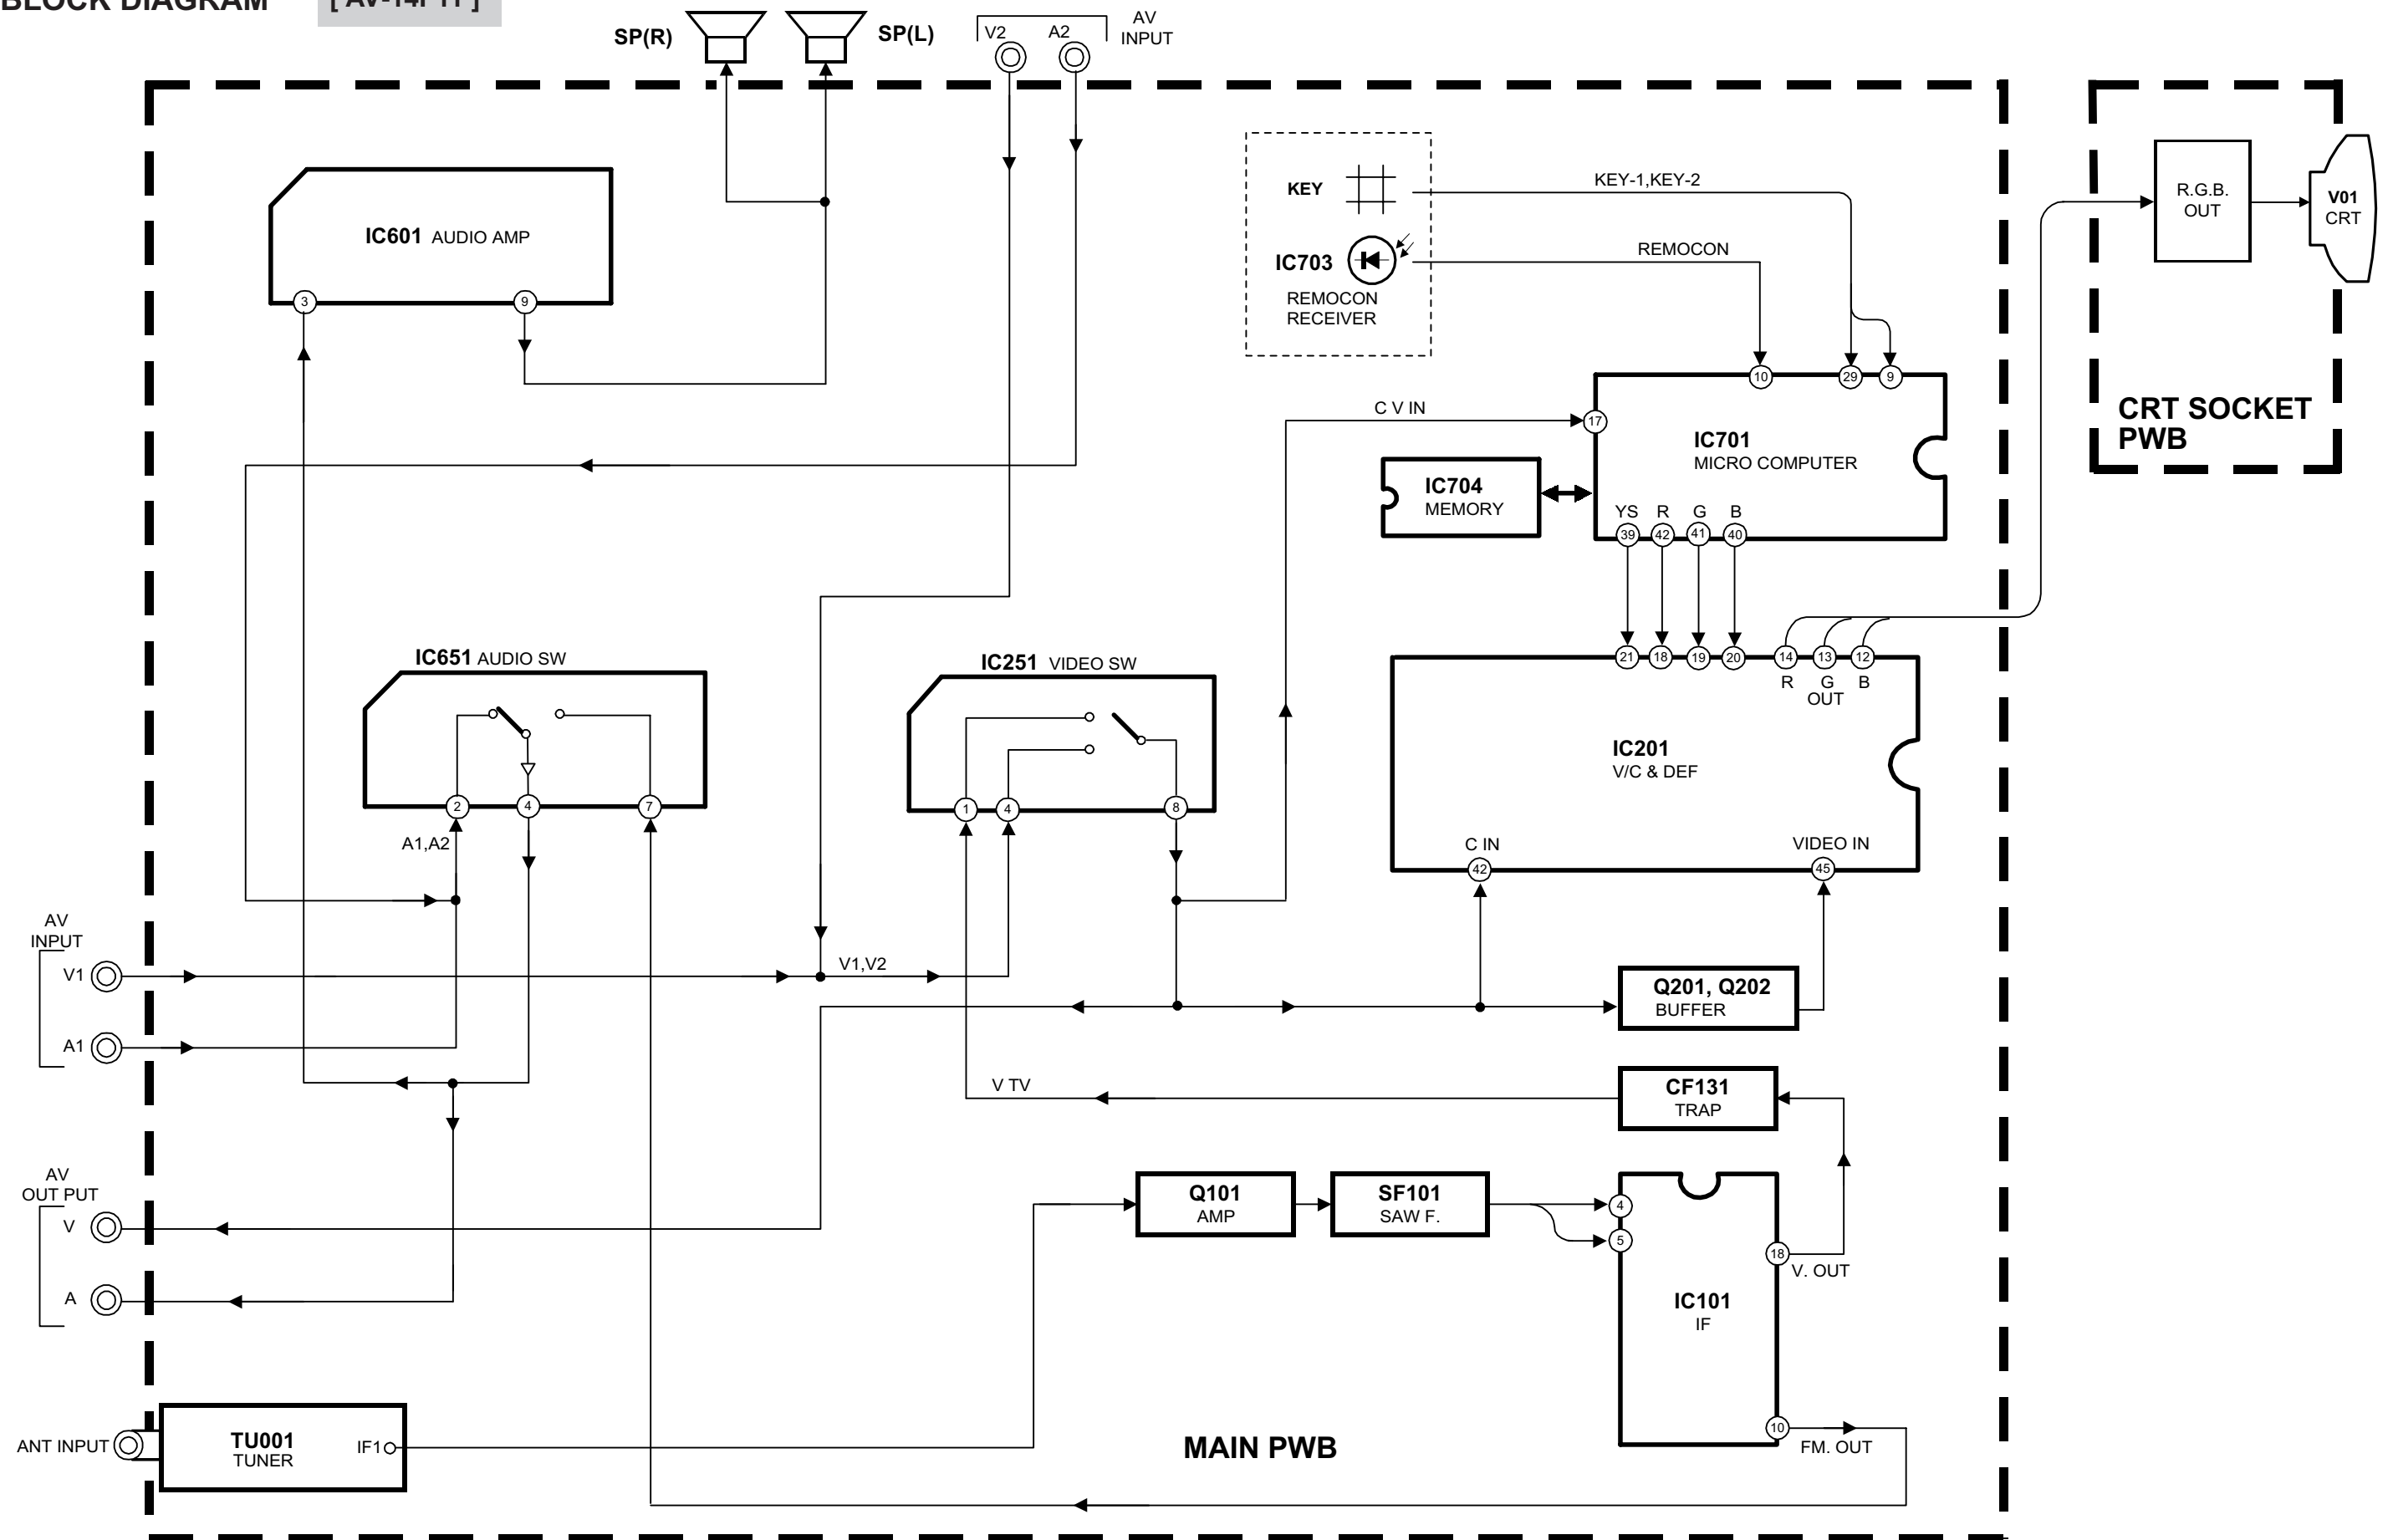 BLOCK DIAGRAM
SP(R)
SP(L)
V2
A2
AV
INPUT
KEY
KEY-1,KEY-2
IC703
REMOCON
REMOCON
RECEIVER
R.G.B.
OUT
V01
CRT
CRT SOCKET
PWB
IC601 AUDIO AMP
3
9
10
29
9
C V IN
17
IC701
MICRO COMPUTER
IC704
MEMORY
YS
R
G
B
39
42
41
40
IC651 AUDIO SW
2
4
7
A1,A2
IC251 VIDEO SW
1
4
8
21
18
19
20
14
13
12
R
G
B
OUT
IC201
V/C & DEF
C IN
VIDEO IN
42
45
AV
INPUT
V1
A1
V1,V2
Q201, Q202
BUFFER
V TV
CF131
TRAP
AV
OUT PUT
V
A
Q101
AMP
SF101
SAW F.
4
5
18
V. OUT
IC101
IF
10
FM. OUT
ANT INPUT
TU001
TUNER
IF1
MAIN PWB